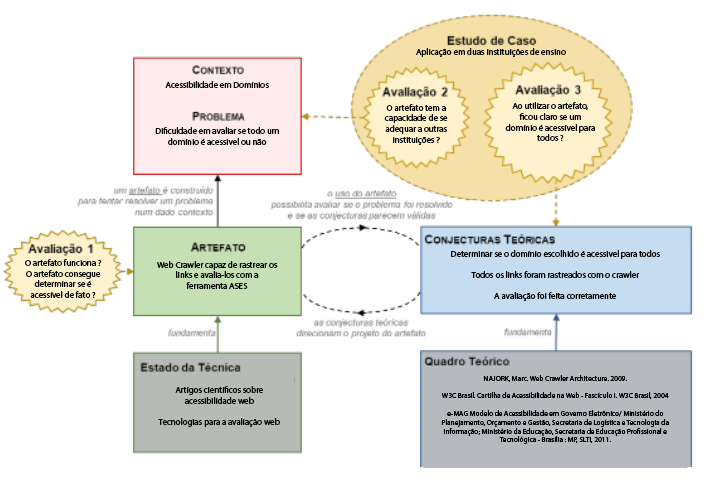 Estudo de Caso
Aplicação em duas instituições de ensino
Avaliação 2
O artefato tem a
capacidade de se
adequar a outras
instituições ?
Avaliação 3
Ao utilizar o artefato,
ficou claro se um
domínio é acessível para
todos ?
CONTEXTO
Acessibilidade em Domínios
PROBLEMA
Dificuldade em avaliar se todo um
domínio é acessível ou não
um artefato é construído
para tentar resolver um problema
num dado contexto
o uso do artefato
possibilita avaliar se o problema foi resolvido
e se as conjecturas parecem válidas
Avaliação 1
O artefato funciona ?
O artefato consegue
determinar se é
acessível de fato ?
ARTEFATO
Web Crawler capaz de rastrear os
links e avalia-los com a
ferramenta ASES
CONJECTURAS TEÓRICAS
Determinar se o domínio escolhido é acessível para todos
Todos os links foram rastreados com o crawler
A avaliação foi feita corretamente
as conjecturas teóricas
direcionam o projeto do artefato
fundamenta
fundamenta
Estado da Técnica
Artigos científicos sobre
acessibilidade web
Tecnologias para a avaliação web
Quadro Teórico
NAJORK, Marc. Web Crawler Architecture. 2009.
W3C Brasil. Cartilha de Acessibilidade na Web - Fascículo I. W3C Brasil, 2004
e-MAG Modelo de Acessibilidade em Governo Eletrônico/ Ministério do
Planejamento, Orçamento e Gestão, Secretaria de Logística e Tecnologia da
Informação; Ministério da Educação, Secretaria de Educação Profissional e
Tecnológica - Brasília : MP, SLTI, 2011.